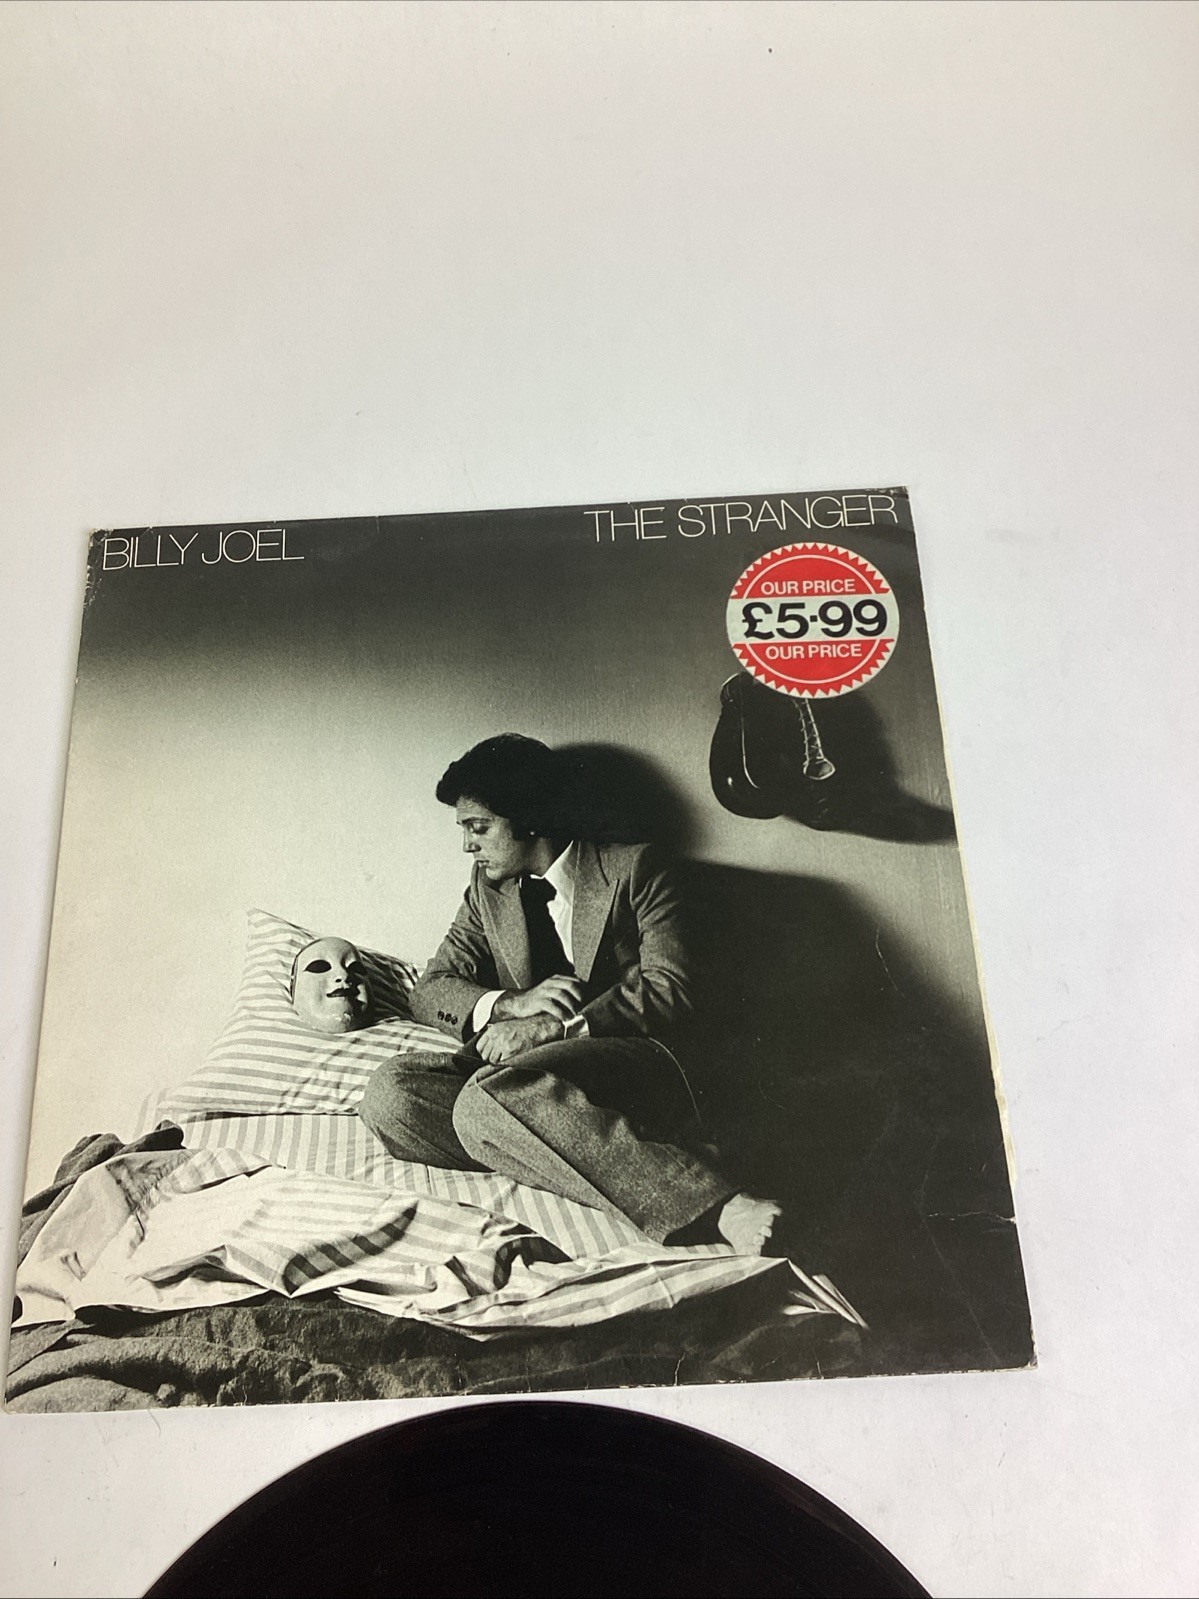 BILLY JOEL
THE STRANGER
OUR PRICE
£5·99
OUR PRICE